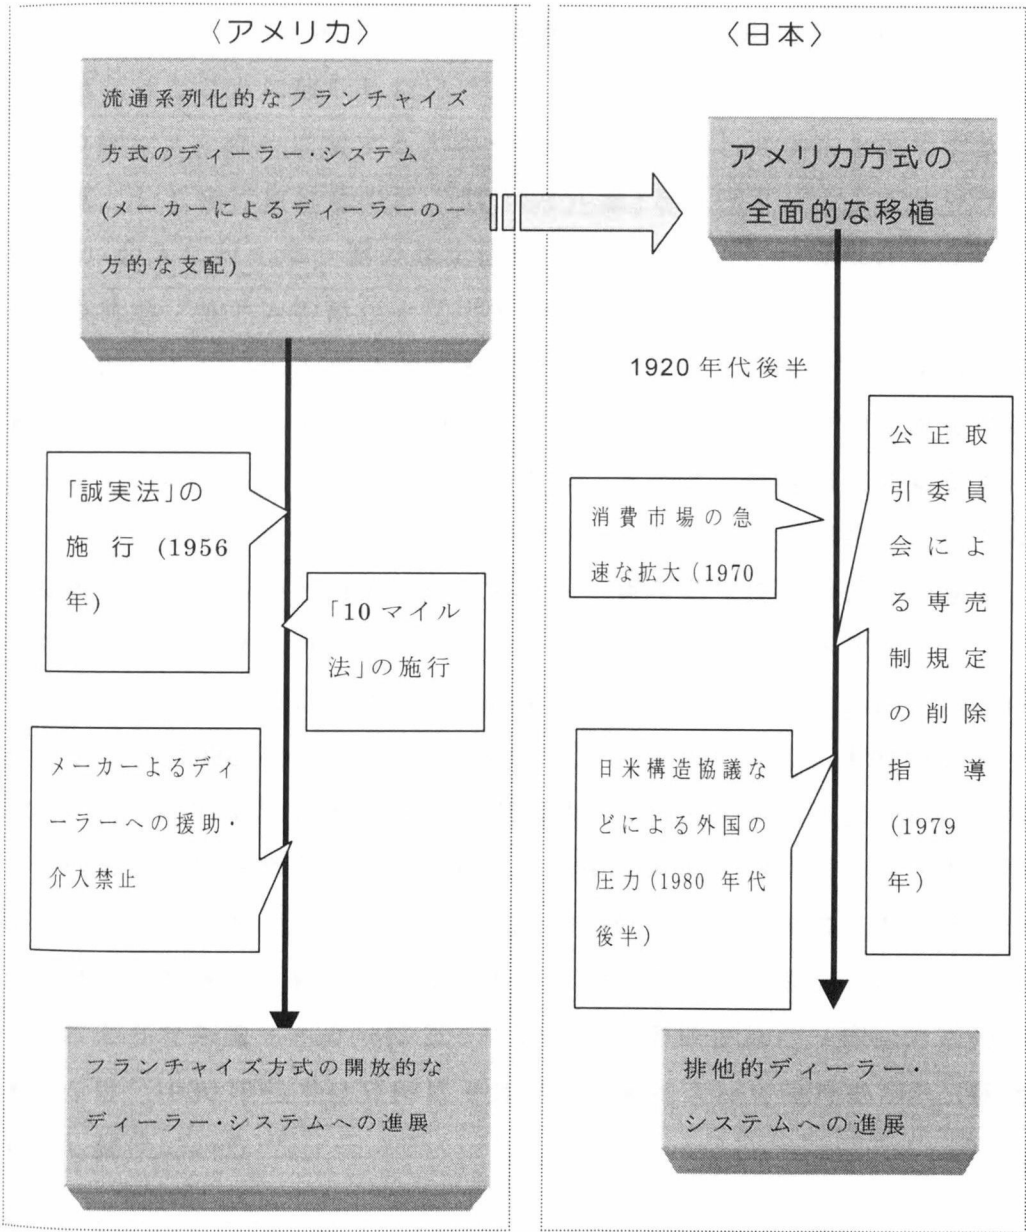 〈アメリカ〉
流通系列化的なフランチャイズ
方式のディーラー・システム
(メーカーによるディーラーの一
方的な支配)
「誠実法」の
施行(1956
年)
「10マイル
法」の施行
メーカーよるディ
ーラーへの援助・
介入禁止
フランチャイズ方式の開放的な
ディーラー・システムへの進展
〈日本〉
アメリカ方式の
全面的な移植
1920年代後半
消費市場の急
速な拡大(1970
公正取
引委員
会によ
る専売
制規定
の削除
指導
(1979
年)
日米構造協議な
どによる外国の
圧力(1980年代
後半)
排他的ディーラー・
システムへの進展